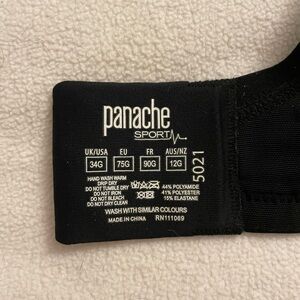 panache
SPORT
UK/USA EU FR AUS/NZ
34G 75G 90G 12G
5021
HAND WASH WARM
DRIP DRY
DO NOT TUMBLE DRY
DO NOT IRON
DO NOT BLEACH
DO NOT DRY CLEAN
44% POLYAMIDE
41% POLYESTER
15% ELASTANE
WASH WITH SIMILAR COLOURS
MADE IN CHINA RN111069